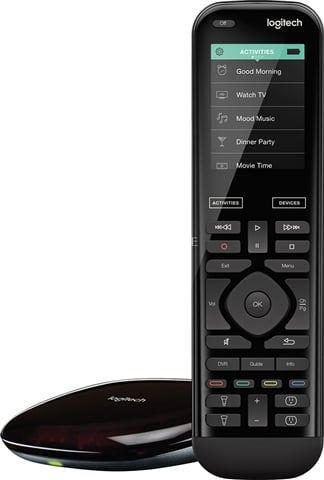 Off
logitech
ACTIVITIES
Good Morning
Watch TV
Mood Music
Dinner Party
Movie Time
ACTIVITIES DEVICES
Exit Menu
Vol
OK
DVR Guide Info
logitech